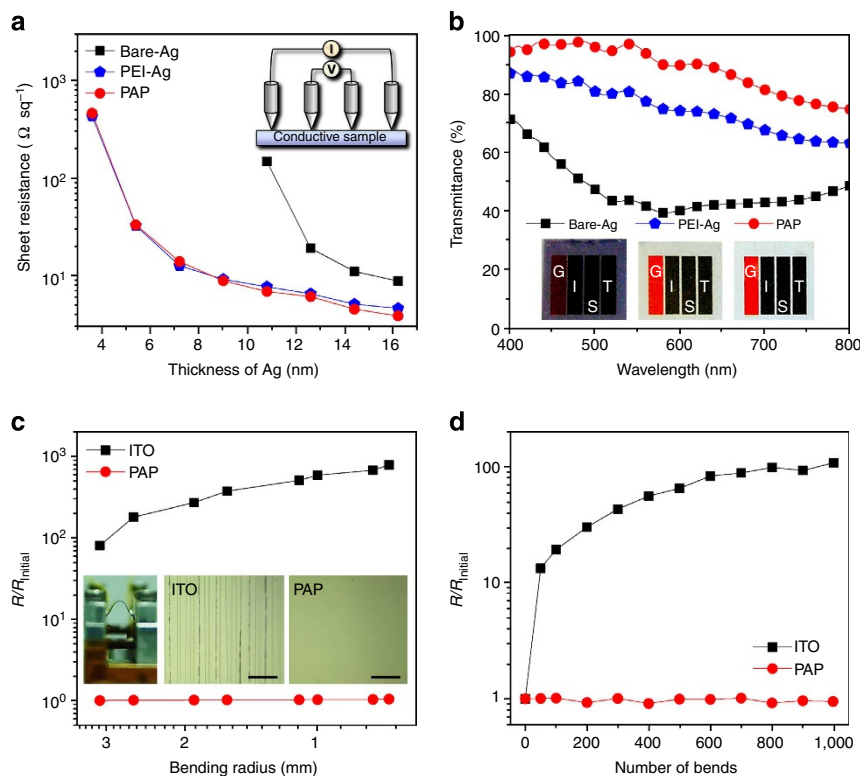 a
Bare-Ag
PEI-Ag
PAP
I
V
Conductive sample
10³
10²
10¹
Sheet resistance ( Ω sq⁻¹)
4 6 8 10 12 14 16
Thickness of Ag (nm)
b
100
80
60
40
20
0
Transmittance (%)
Bare-Ag PEI-Ag PAP
G I S T
G I S T
G I S T
400 500 600 700 800
Wavelength (nm)
c
ITO
PAP
10³
10²
10¹
10⁰
R/R_Initial
ITO
PAP
3 2 1
Bending radius (mm)
d
100
10
1
R/R_Initial
ITO
PAP
0 200 400 600 800 1,000
Number of bends